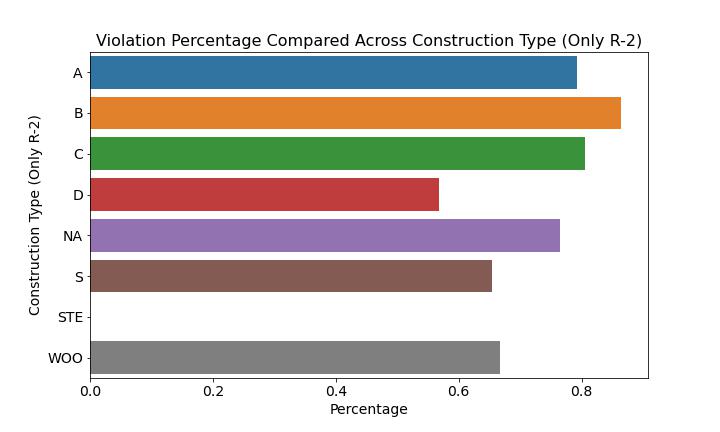 Violation Percentage Compared Across Construction Type (Only R-2)
Construction Type (Only R-2)
A
B
C
D
NA
S
STE
WOO
0.0 0.2 0.4 0.6 0.8
Percentage